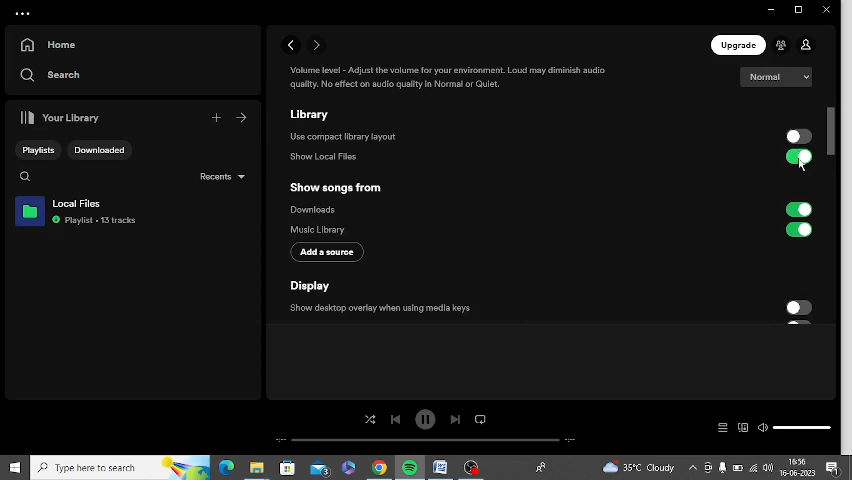 Home
Search
Your Library
Playlists
Downloaded
Recents
Local Files
Playlist • 13 tracks
Upgrade
Volume level - Adjust the volume for your environment. Loud may diminish audio
quality. No effect on audio quality in Normal or Quiet.
Normal
Library
Use compact library layout
Show Local Files
Show songs from
Downloads
Music Library
Add a source
Display
Show desktop overlay when using media keys
-:--
-:--
Type here to search
3
35°C Cloudy
16:56
16-06-2023
1